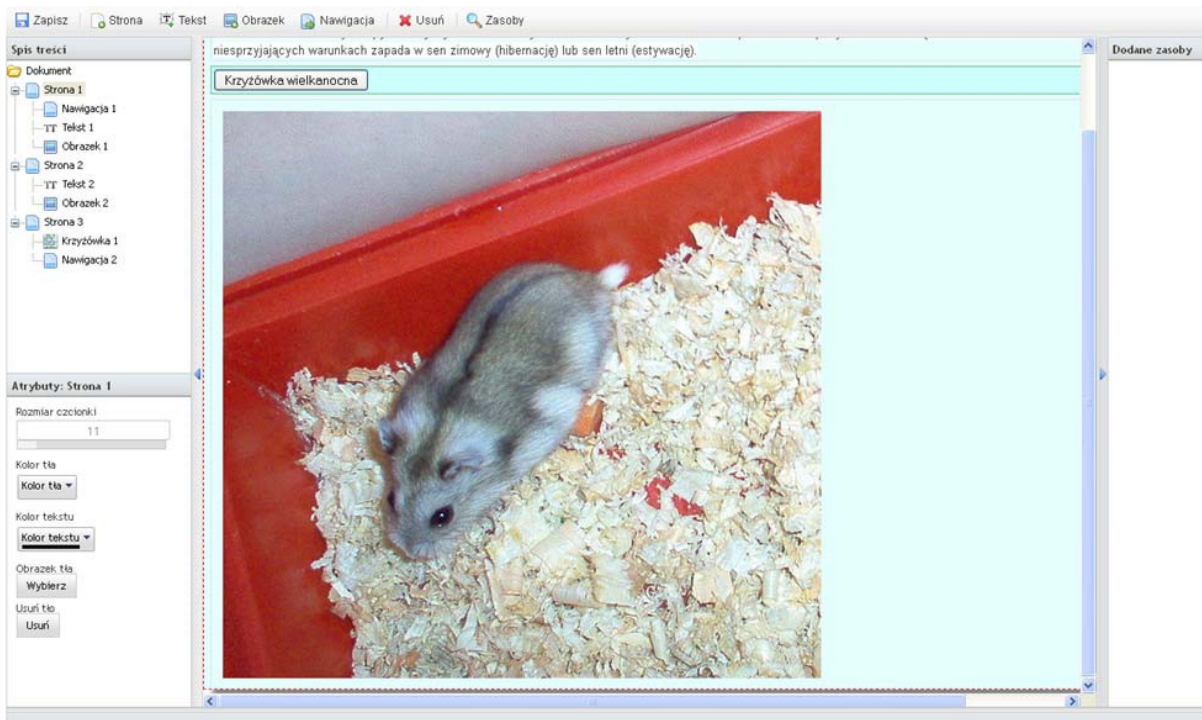 Zapisz Strona Tekst Obrazek Nawigacja Usuń Zasoby
Spis treści
Dokument
Strona 1
Nawigacja 1
Tekst 1
Obrazek 1
Strona 2
Tekst 2
Obrazek 2
Strona 3
Krzyżówka 1
Nawigacja 2
Atrybuty: Strona 1
Rozmiar czcionki
11
Kolor tła
Kolor tła
Kolor tekstu
Kolor tekstu
Obrazek tła
Wybierz
Usuń tło
Usuń
niesprzyjających warunkach zapada w sen zimowy (hibernację) lub sen letni (estywację).
Krzyżówka wielkanocna
Dodane zasoby